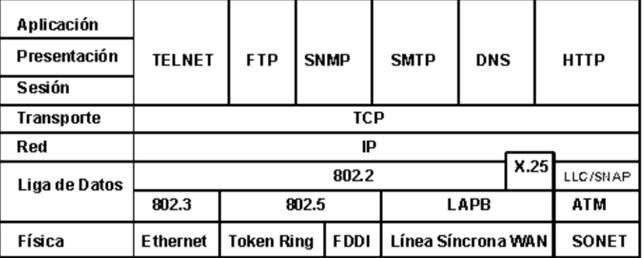 Aplicación
Presentación TELNET FTP SNMP SMTP DNS HTTP
Sesión
Transporte TCP
Red IP
Liga de Datos 802.2 X.25 LLC/SNAP
802.3 802.5 LAPB ATM
Física Ethernet Token Ring FDDI Línea Síncrona WAN SONET